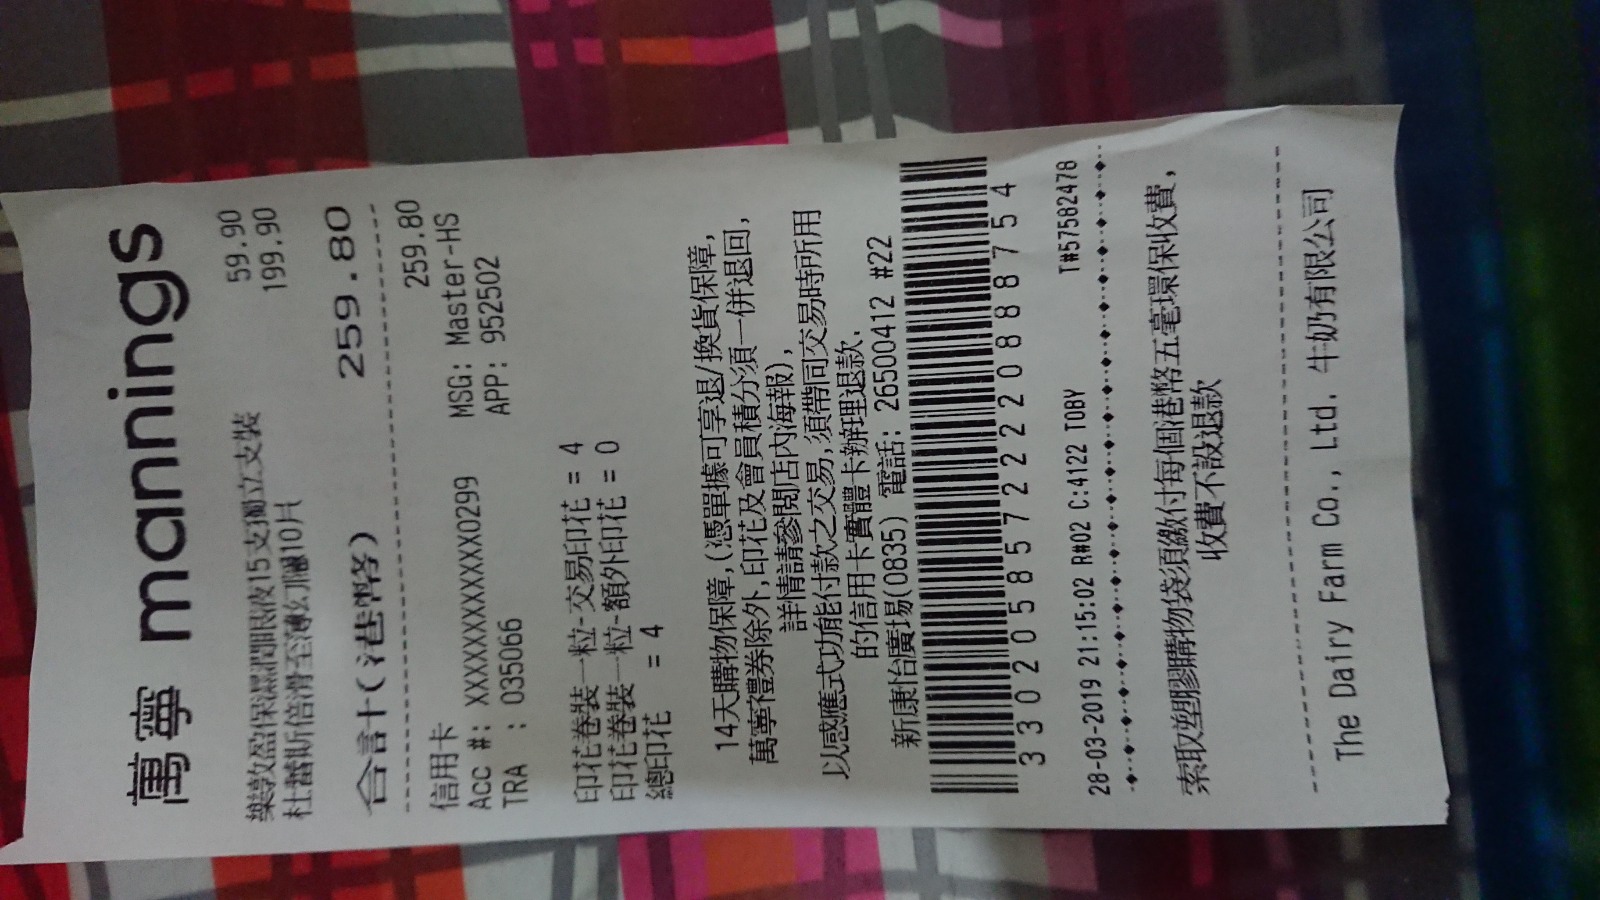 萬寧 mannings
樂敦盈保濕潤眼液15支獨立支裝 59.90
杜蕾斯倍滑至薄幻隱10片 199.90
合計(港幣) 259.80
信用卡 259.80
Acc #: XXXXXXXXXXXX0299 MSG: Master-HS
TRA : 035066 APP: 952502
印花卷裝一粒-交易印花 = 4
印花卷裝一粒-額外印花 = 0
總印花 = 4
14天購物保障,(憑單據可享退/換貨保障,
萬寧禮券除外,印花及會員積分須一併退回,
詳情請參閱店內海報),
以感應式功能付款之交易,須帶同交易時所用
的信用卡實體卡辦理退款.
新康怡廣場(0835) 電話: 26500412 #22
33020585722220888754
28-03-2019 21:15:02 R#02 C:4122 TOBY T#57582478
索取塑膠購物袋須繳付每個港幣五毫環保收費,
收費不設退款
The Dairy Farm Co., Ltd. 牛奶有限公司